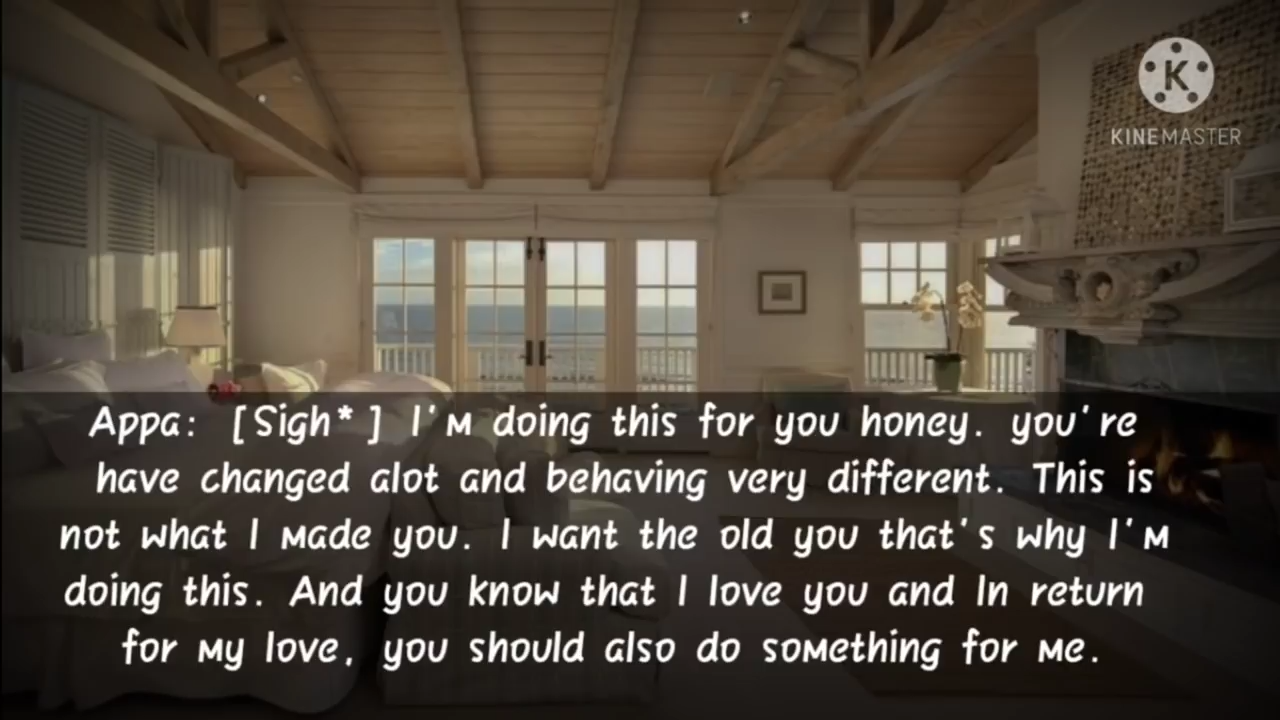 KINEMASTER
Appa: [Sigh*] I'M doing this for you honey. you're
have changed alot and behaving very different. This is
not what I made you. I want the old you that's why I'M
doing this. And you know that I love you and In return
for My love, you should also do soMething for Me.